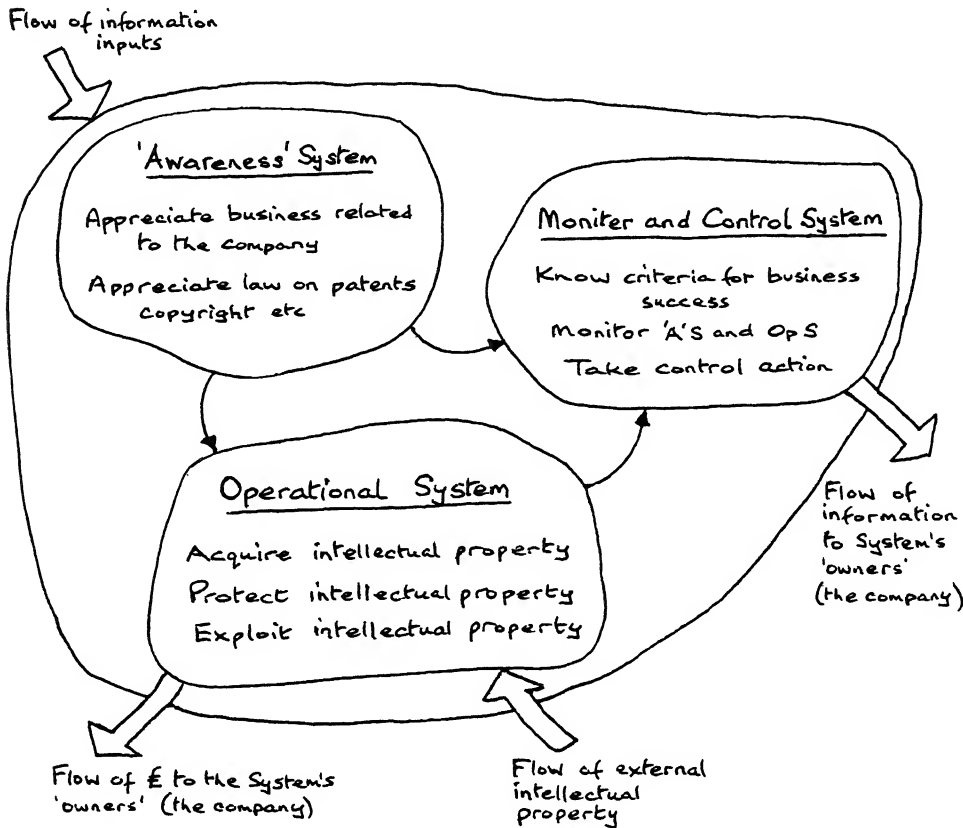 Flow of information
inputs
'Awareness' System
Appreciate business related
to the company
Appreciate law on patents
copyright etc
Moniter and Control System
Know criteria for business
success
Monitor 'A'S and OpS
Take control action
Operational System
Acquire intellectual property
Protect intellectual property
Exploit intellectual property
Flow of
information
to System's
'owners'
(the company)
Flow of £ to the System's
'owners' (the company)
Flow of external
intellectual
property